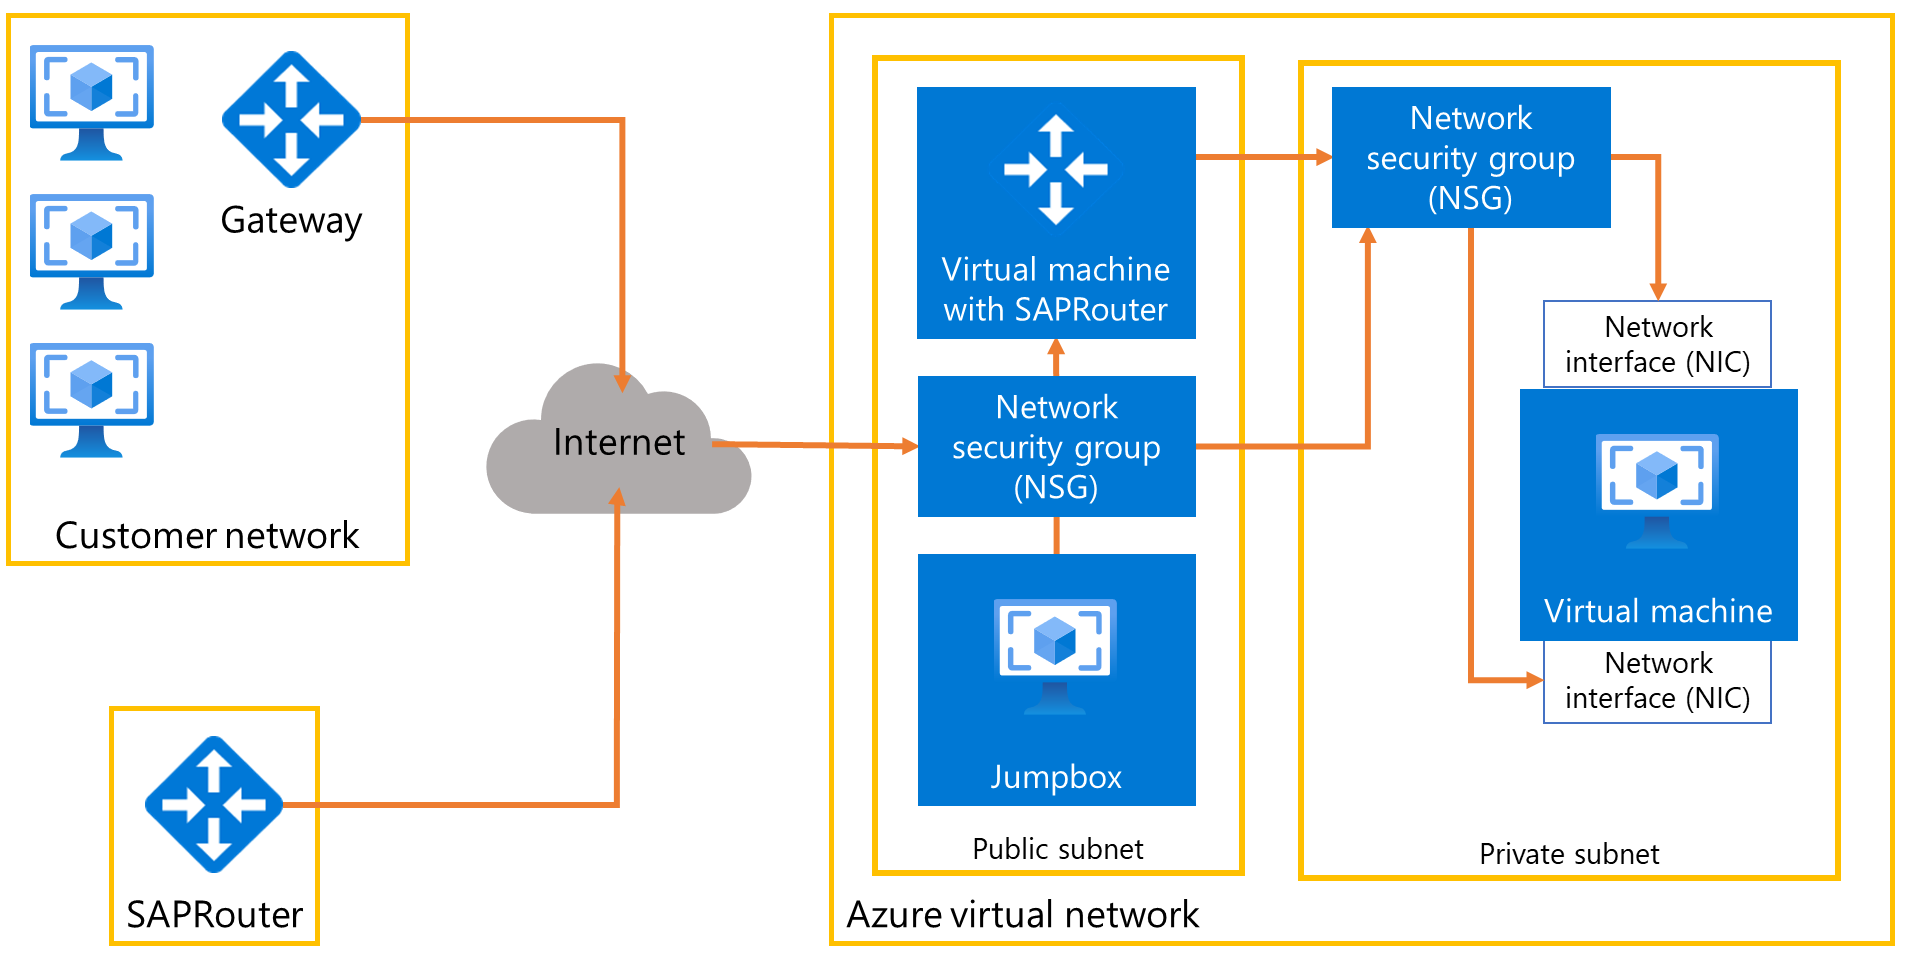 Gateway
Customer network
SAPRouter
Internet
Virtual machine
with SAPRouter
Network
security group
(NSG)
Jumpbox
Public subnet
Network
security group
(NSG)
Network
interface (NIC)
Virtual machine
Network
interface (NIC)
Private subnet
Azure virtual network